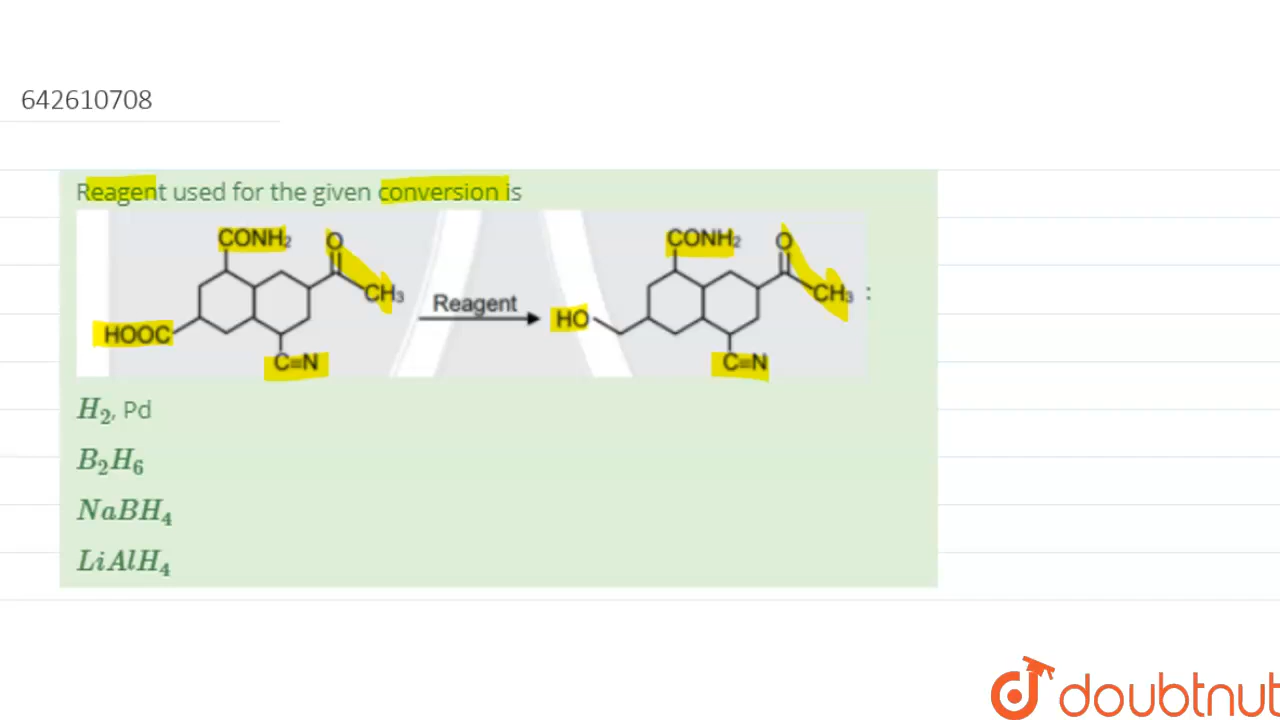 642610708
Reagent used for the given conversion is
CONH₂ O CONH₂ O
CH₃ Reagent CH₃ :
HOOC HO
C≡N C≡N
H₂, Pd
B₂H₆
NaBH₄
LiAlH₄
doubtnut